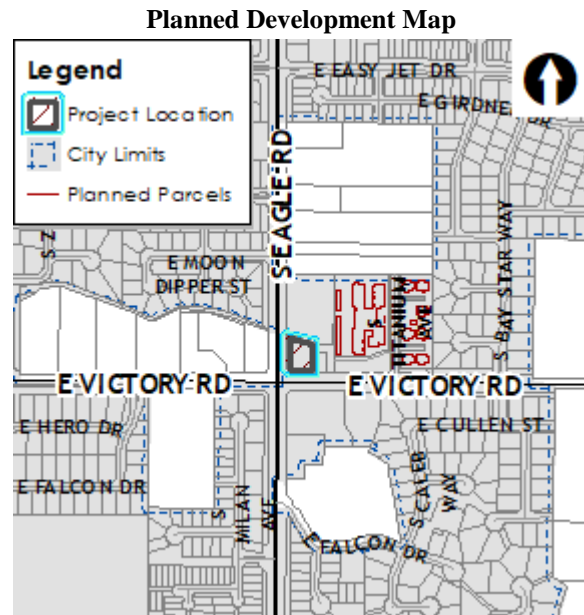 Planned Development Map
Legend
Project Location
City Limits
Planned Parcels
E EASY JET DR
S EAGLE RD
S Z
E MOON
DIPPER ST
S
TITANIUM
AVE
S BAY STAR WAY
E VICTORY RD
E VICTORY RD
E HERO DR
E CULLEN ST
E FALCON DR
S
MILAN
AVE
S CALEB
WAY
E FALCON DR